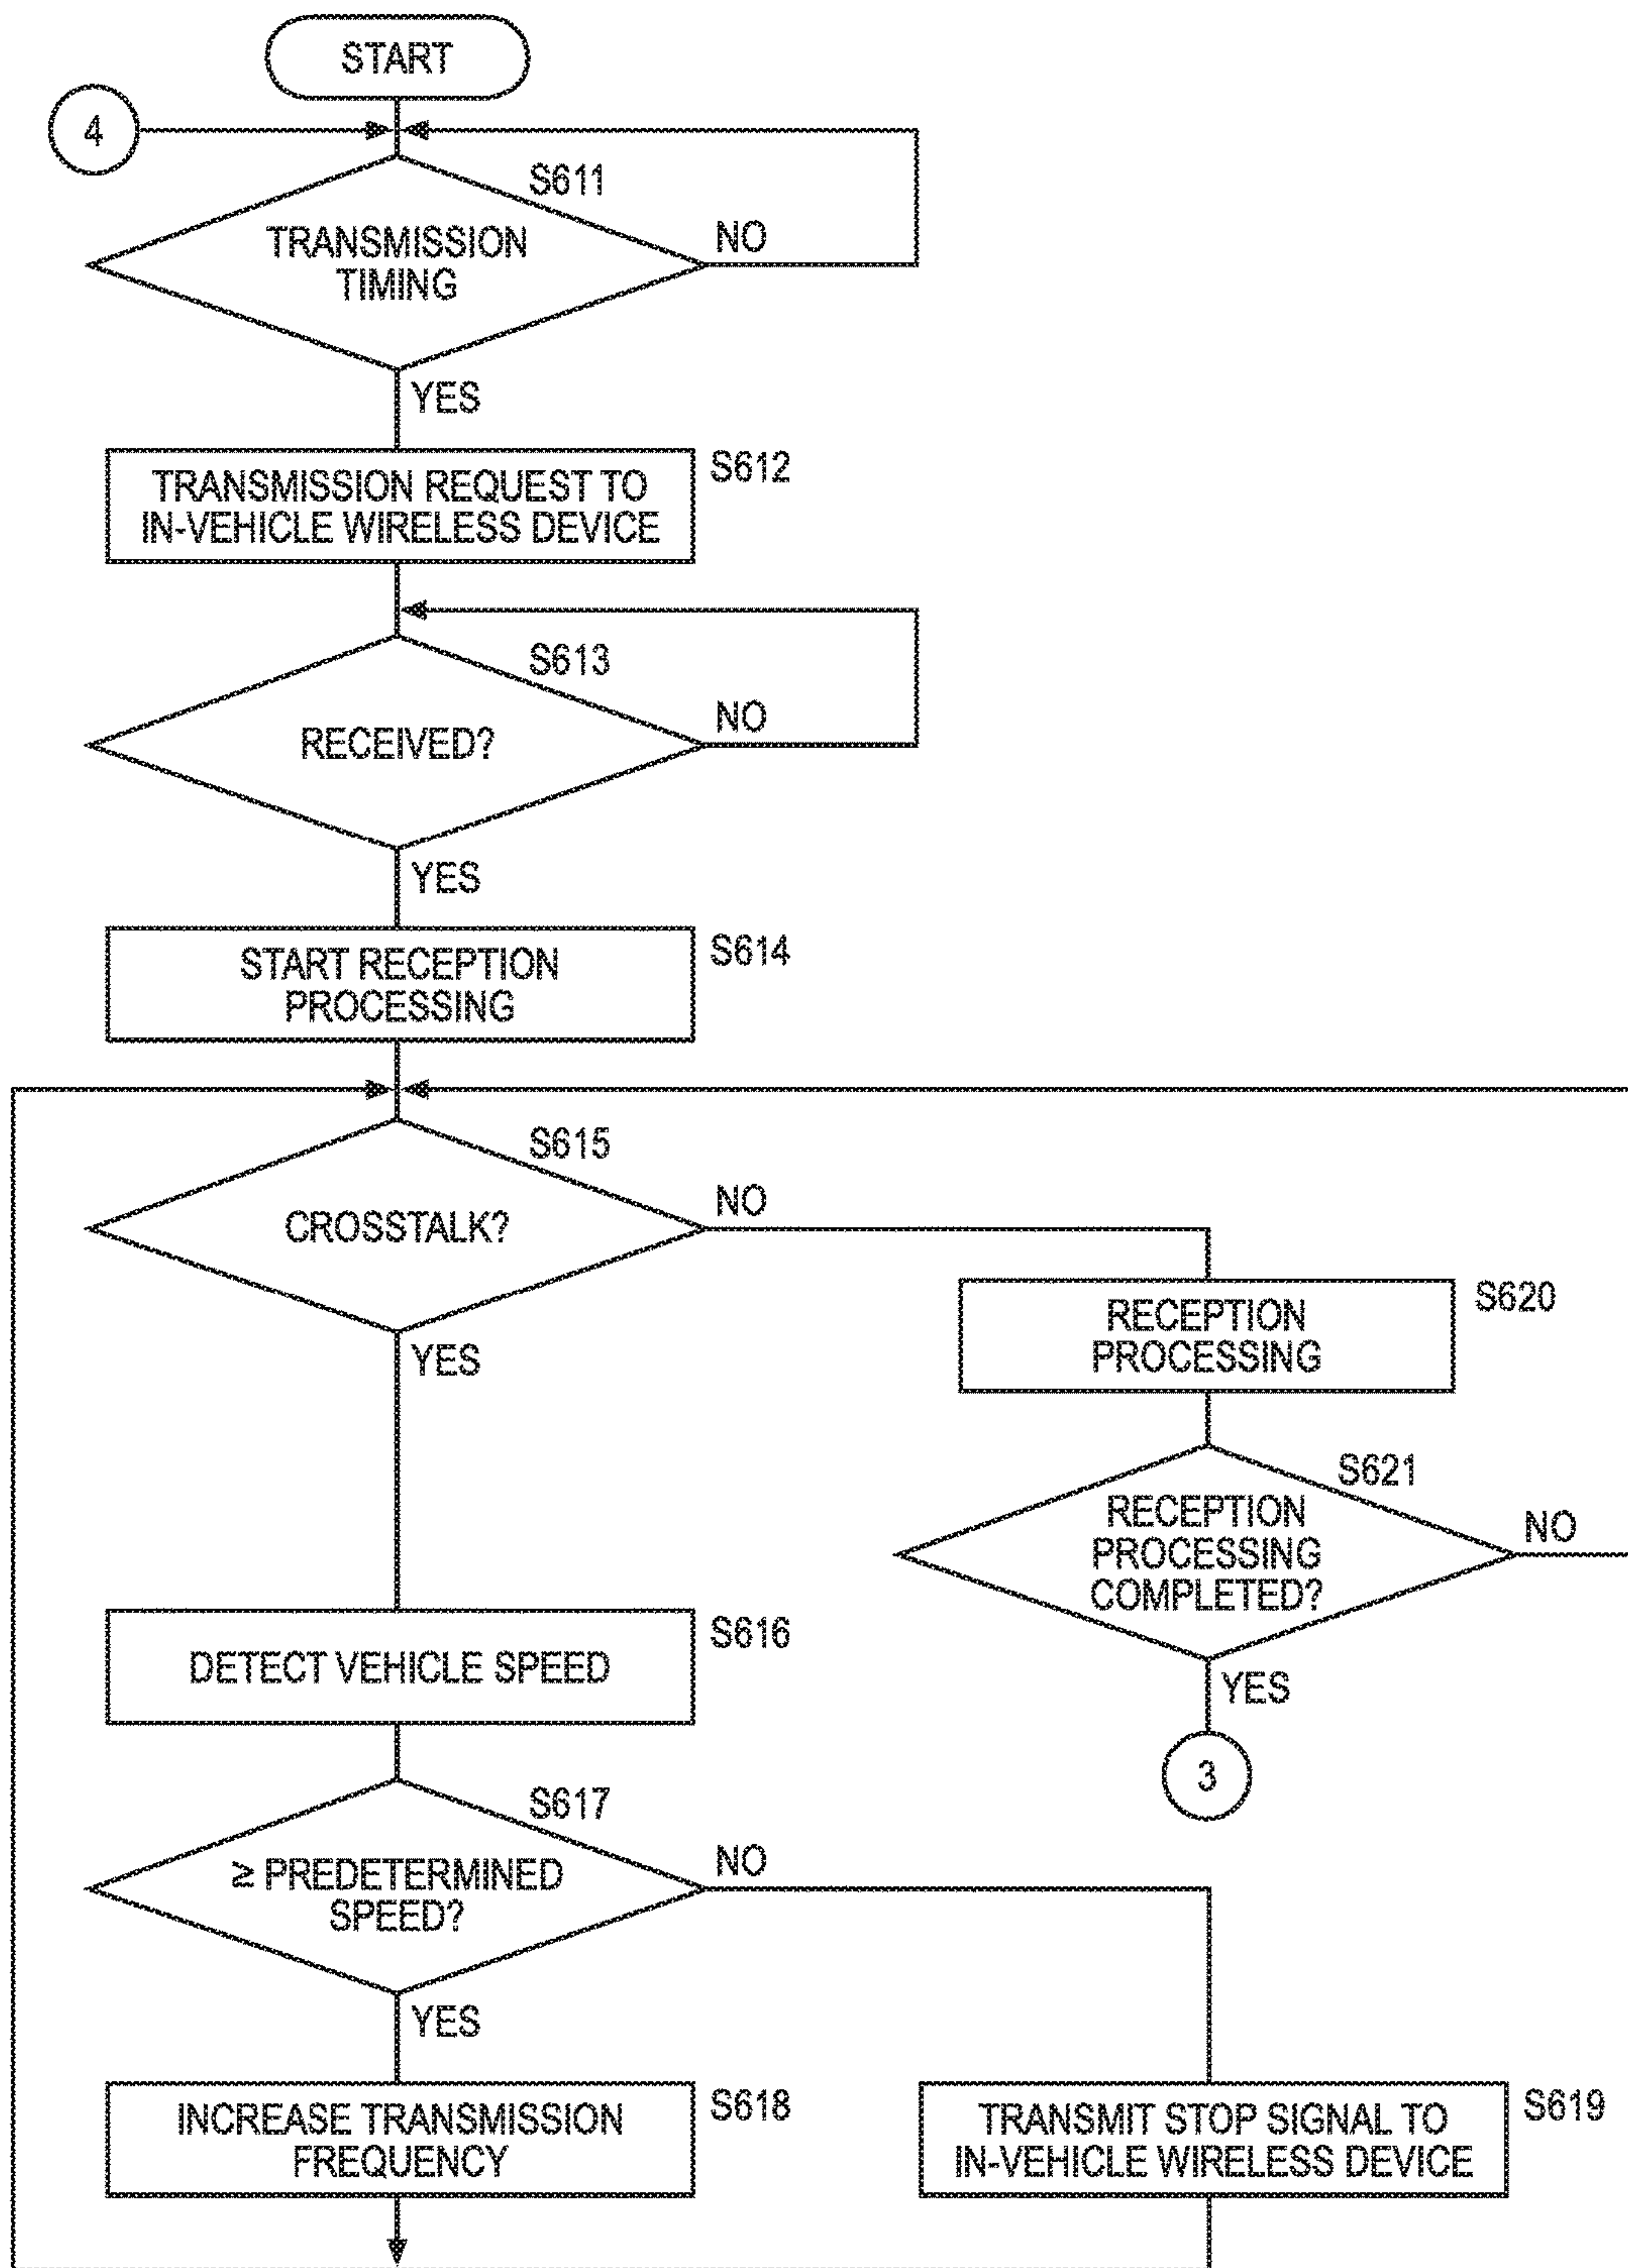 START
4
S611
TRANSMISSION
TIMING
NO
YES
S612
TRANSMISSION REQUEST TO
IN-VEHICLE WIRELESS DEVICE
S613
RECEIVED?
NO
YES
S614
START RECEPTION
PROCESSING
S615
CROSSTALK?
NO
YES
S620
RECEPTION
PROCESSING
S621
RECEPTION
PROCESSING
COMPLETED?
NO
YES
3
S616
DETECT VEHICLE SPEED
S617
≥ PREDETERMINED
SPEED?
NO
YES
S618
INCREASE TRANSMISSION
FREQUENCY
S619
TRANSMIT STOP SIGNAL TO
IN-VEHICLE WIRELESS DEVICE